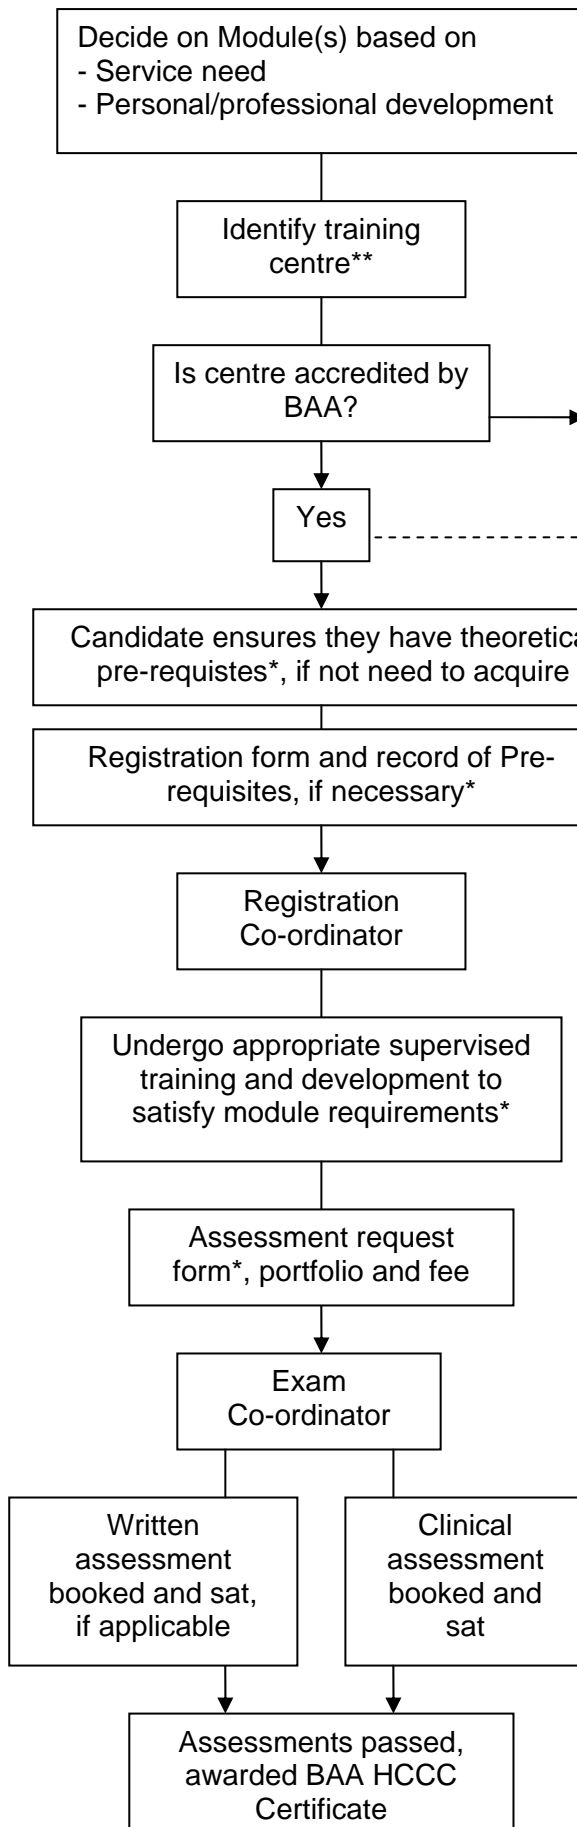 Decide on Module(s) based on
- Service need
- Personal/professional development
Identify training
centre**
Is centre accredited by
BAA?
Yes
Candidate ensures they have theoretica
pre-requistes*, if not need to acquire
Registration form and record of Pre-
requisites, if necessary*
Registration
Co-ordinator
Undergo appropriate supervised
training and development to
satisfy module requirements*
Assessment request
form*, portfolio and fee
Exam
Co-ordinator
Written
assessment
booked and sat,
if applicable
Clinical
assessment
booked and
sat
Assessments passed,
awarded BAA HCCC
Certificate